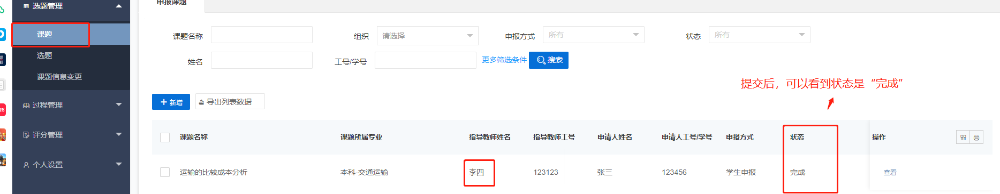 选题管理
申报课题
课题
选题
课题信息变更
过程管理
评分管理
个人设置
课题名称 组织 请选择 申报方式 所有 状态 所有
姓名 工号/学号 更多筛选条件 搜索
提交后，可以看到状态是“完成”
新增 导出列表数据
课题名称 课题所属专业 指导教师姓名 指导教师工号 申请人姓名 申请人工号/学号 申报方式 状态 操作
运输的比较成本分析 本科-交通运输 李四 123123 张三 123456 学生申报 完成 查看